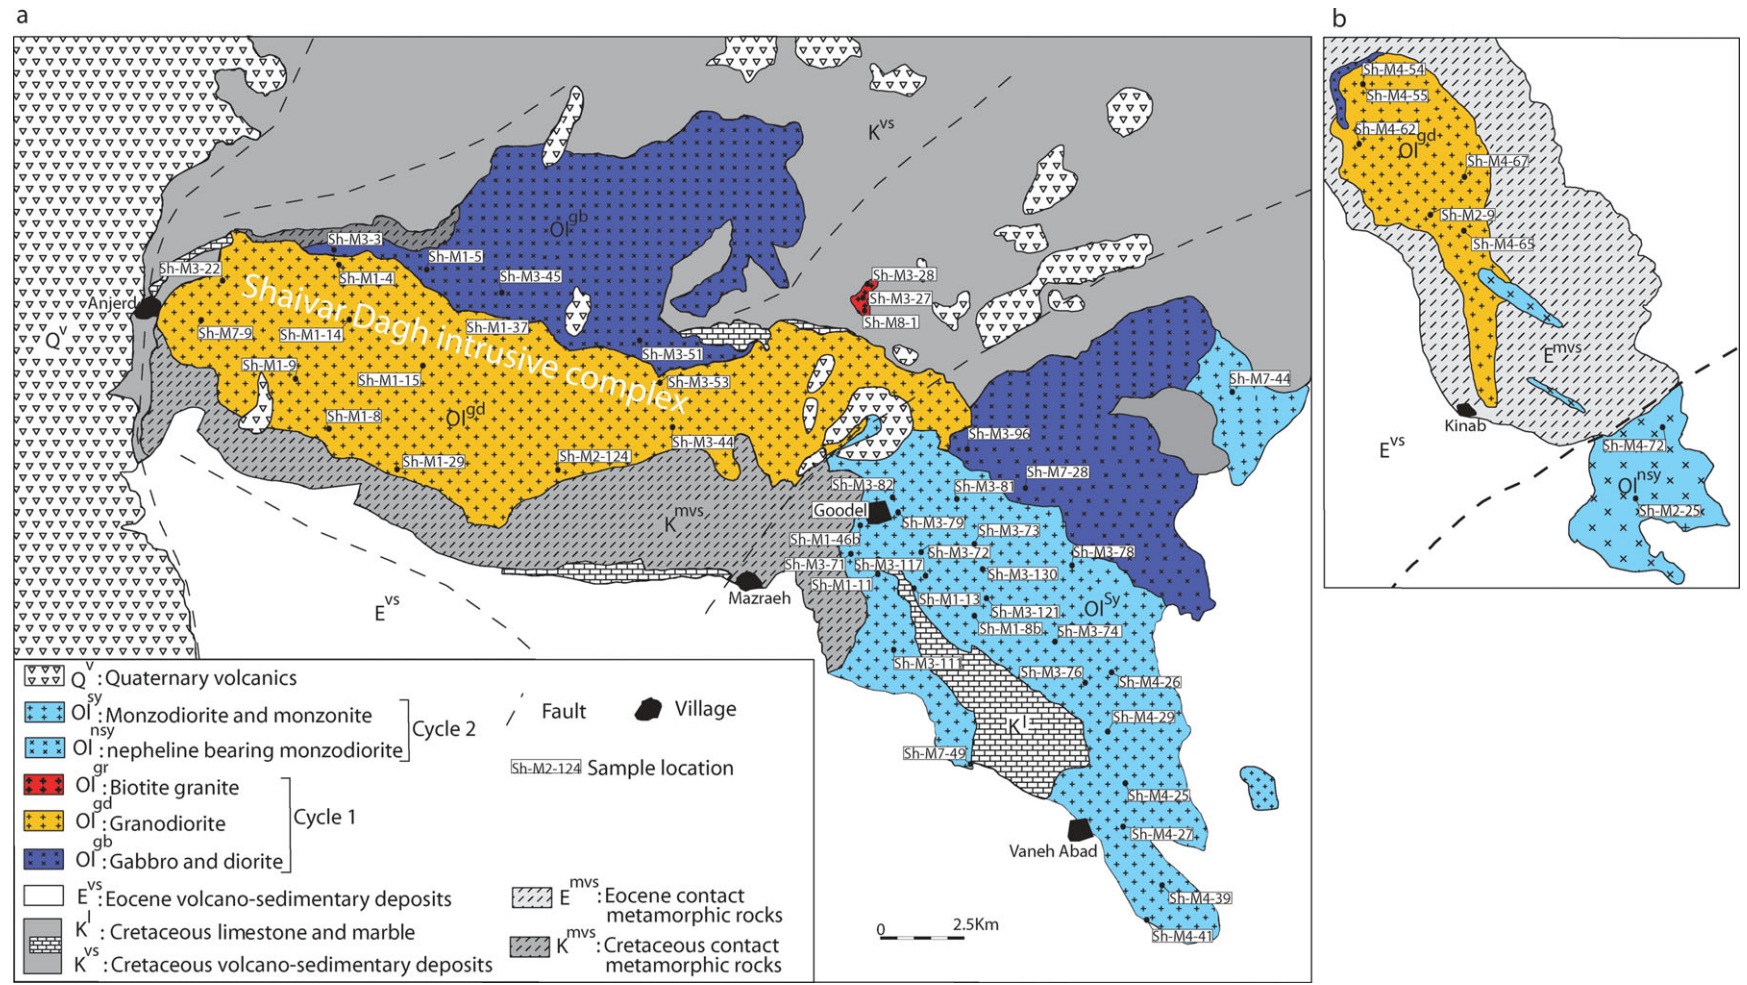 a
b
K^vs
Ol^gb
Sh-M3-3
Sh-M1-5
Sh-M3-22
Sh-M1-4
Sh-M3-45
Anjerd
Shaivar Dagh intrusive complex
Sh-M3-28
Sh-M3-27
Sh-M8-1
Q^v
Sh-M7-9
Sh-M1-14
Sh-M1-37
Sh-M3-51
Sh-M1-9
Sh-M1-15
Sh-M3-53
Sh-M7-44
Sh-M1-8
Ol^gd
Sh-M3-44
Sh-M3-96
Sh-M1-29
Sh-M2-124
Sh-M7-28
Sh-M3-82
Sh-M3-81
Goodel
K^mvs
Sh-M3-79
Sh-M3-73
Sh-M1-46b
Sh-M3-72
Sh-M3-78
Sh-M3-71
Sh-M3-117
Sh-M3-130
Sh-M1-11
Mazraeh
Sh-M1-13
Sh-M3-121
Ol^Sy
E^vs
Sh-M1-8b
Sh-M3-74
Sh-M3-111
Sh-M3-76
Sh-M4-26
Sh-M4-29
K^l
Sh-M7-49
Sh-M4-25
Sh-M4-27
Vaneh Abad
Sh-M4-39
Sh-M4-41
Q^v : Quaternary volcanics
Ol^sy : Monzodiorite and monzonite
Ol^nsy : nepheline bearing monzodiorite
Cycle 2
Ol^gr : Biotite granite
Ol^gd : Granodiorite
Ol^gb : Gabbro and diorite
Cycle 1
E^vs : Eocene volcano-sedimentary deposits
K^l : Cretaceous limestone and marble
K^vs : Cretaceous volcano-sedimentary deposits
Fault
Village
Sh-M2-124 Sample location
E^mvs : Eocene contact
metamorphic rocks
K^mvs : Cretaceous contact
metamorphic rocks
0 2.5Km
Sh-M4-54
Sh-M4-55
Sh-M4-62
Ol^gd
Sh-M4-67
Sh-M2-9
Sh-M4-65
E^mvs
Kinab
E^vs
Sh-M4-72
Ol^nsy
Sh-M2-25